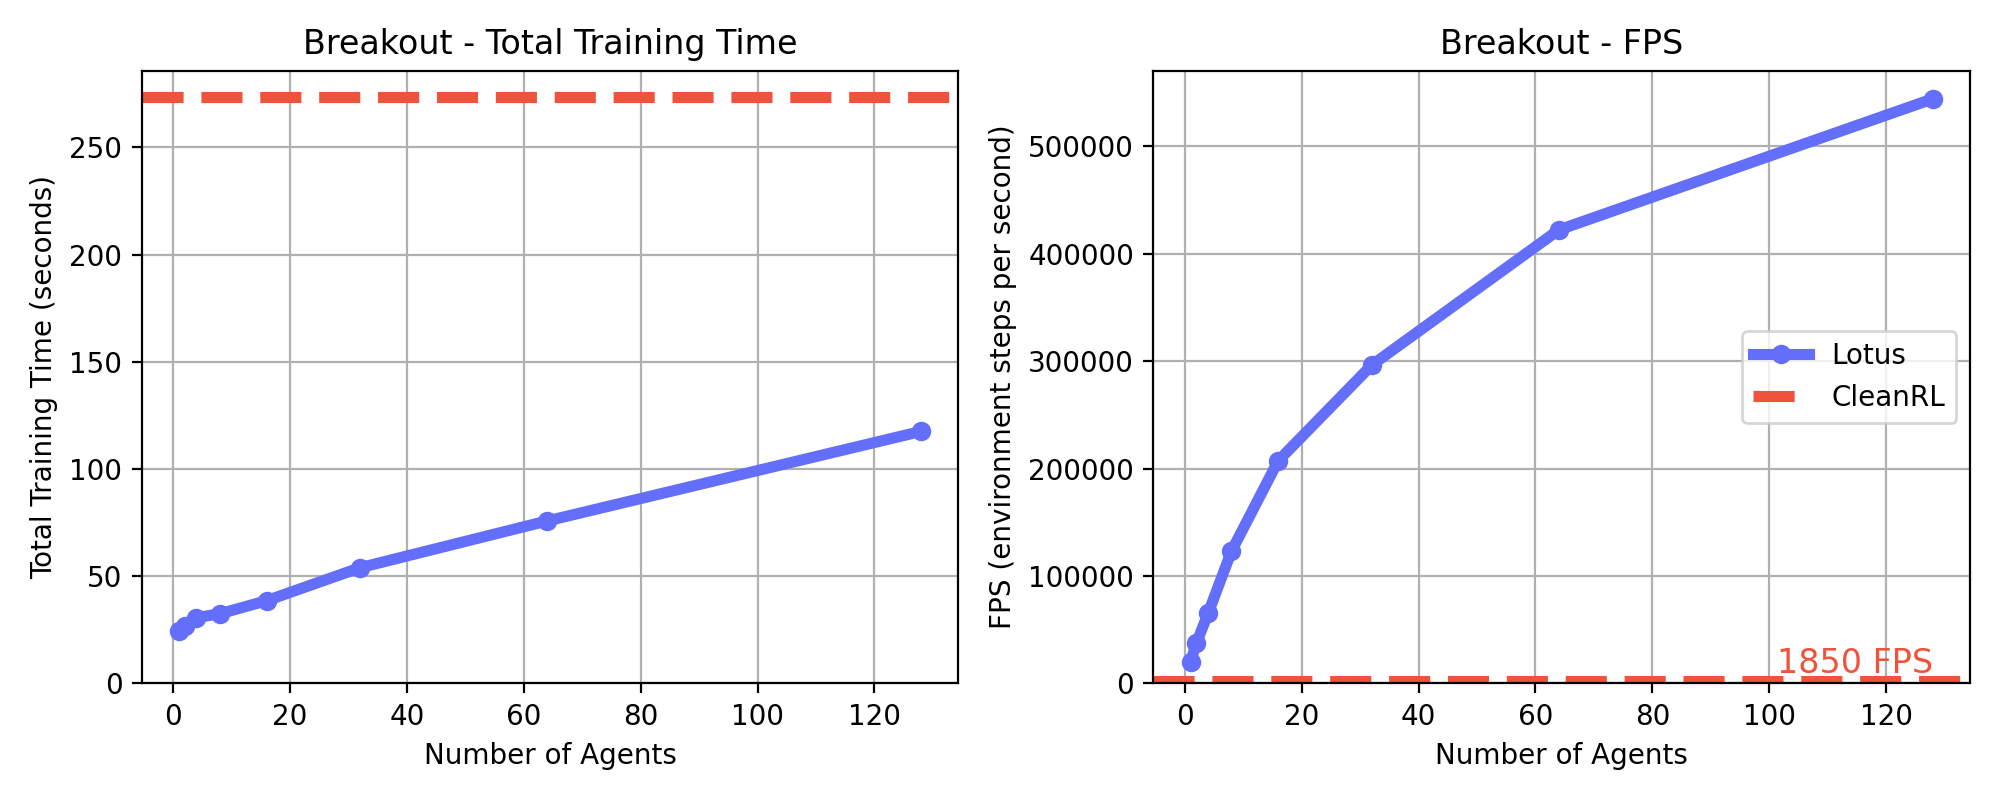 Breakout - Total Training Time
Total Training Time (seconds)
250
200
150
100
50
0
0 20 40 60 80 100 120
Number of Agents
Breakout - FPS
FPS (environment steps per second)
500000
400000
300000
200000
100000
0
Lotus
CleanRL
1850 FPS
0 20 40 60 80 100 120
Number of Agents